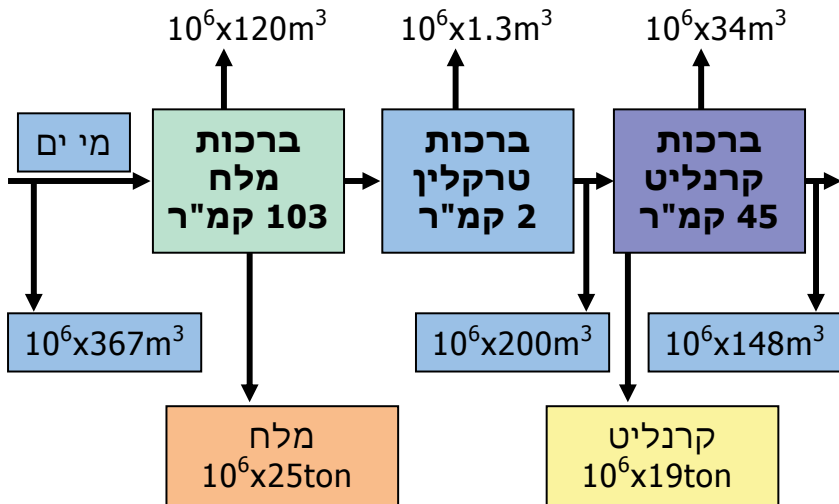 10⁶x120m³
10⁶x1.3m³
10⁶x34m³
מי ים
ברכות
מלח
103 קמ"ר
ברכות
טרקלין
2 קמ"ר
ברכות
קרנליט
45 קמ"ר
10⁶x367m³
10⁶x200m³
10⁶x148m³
מלח
10⁶x25ton
קרנליט
10⁶x19ton